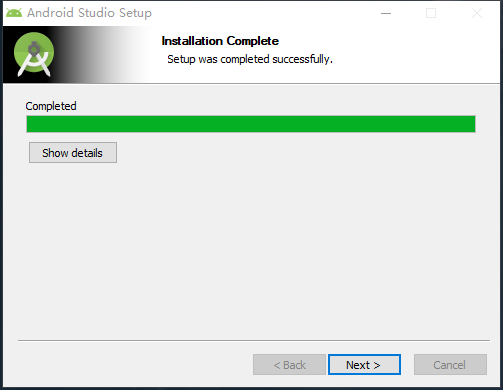 Android Studio Setup
Installation Complete
Setup was completed successfully.
Completed
Show details
< Back
Next >
Cancel